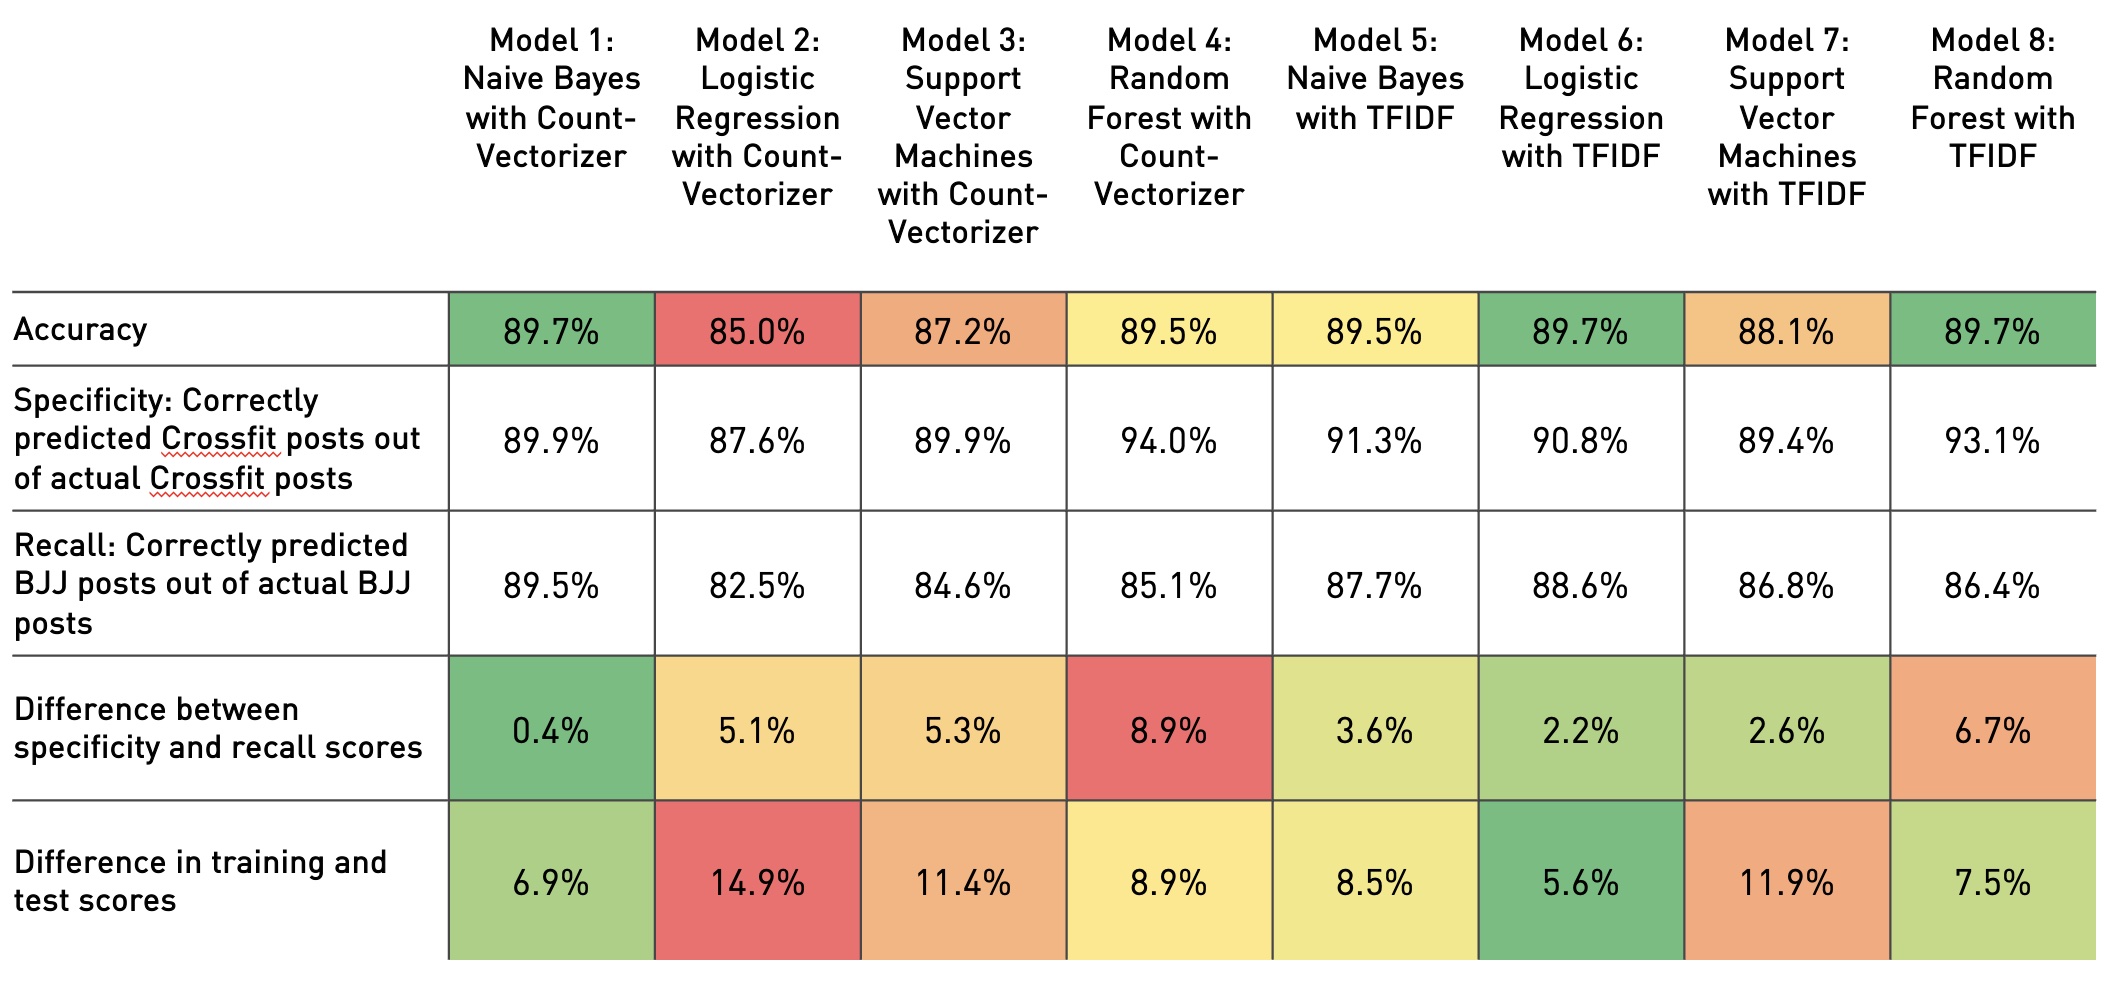 Model 1:
Naive Bayes
with Count-
Vectorizer
Model 2:
Logistic
Regression
with Count-
Vectorizer
Model 3:
Support
Vector
Machines
with Count-
Vectorizer
Model 4:
Random
Forest with
Count-
Vectorizer
Model 5:
Naive Bayes
with TFIDF
Model 6:
Logistic
Regression
with TFIDF
Model 7:
Support
Vector
Machines
with TFIDF
Model 8:
Random
Forest with
TFIDF
Accuracy
89.7% 85.0% 87.2% 89.5% 89.5% 89.7% 88.1% 89.7%
Specificity: Correctly
predicted Crossfit posts out
of actual Crossfit posts
89.9% 87.6% 89.9% 94.0% 91.3% 90.8% 89.4% 93.1%
Recall: Correctly predicted
BJJ posts out of actual BJJ
posts
89.5% 82.5% 84.6% 85.1% 87.7% 88.6% 86.8% 86.4%
Difference between
specificity and recall scores
0.4% 5.1% 5.3% 8.9% 3.6% 2.2% 2.6% 6.7%
Difference in training and
test scores
6.9% 14.9% 11.4% 8.9% 8.5% 5.6% 11.9% 7.5%